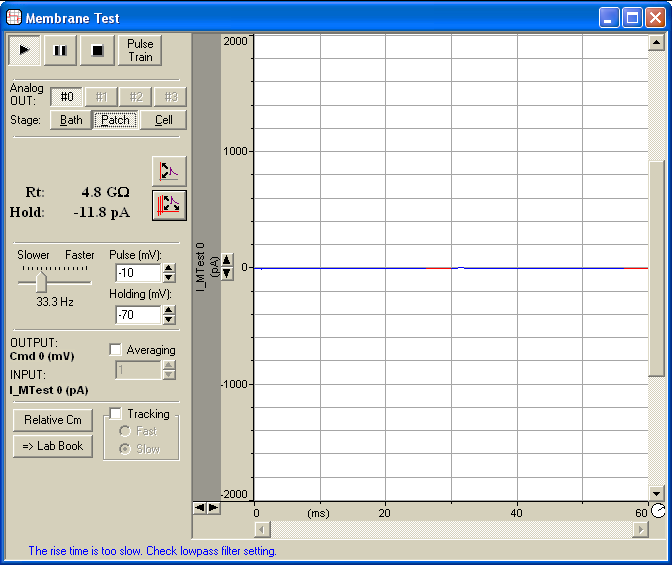 Membrane Test
Pulse
Train
Analog
OUT:
#0 #1 #2 #3
Stage: Bath Patch Cell
Rt: 4.8 GΩ
Hold: -11.8 pA
Slower Faster
33.3 Hz
Pulse (mV):
-10
Holding (mV):
-70
OUTPUT:
Cmd 0 (mV)
INPUT:
I_MTest 0 (pA)
Averaging
1
Relative Cm
=> Lab Book
Tracking
Fast
Slow
I_MTest 0
(pA)
2000
1000
0
-1000
-2000
0 (ms) 20 40 60
The rise time is too slow. Check lowpass filter setting.